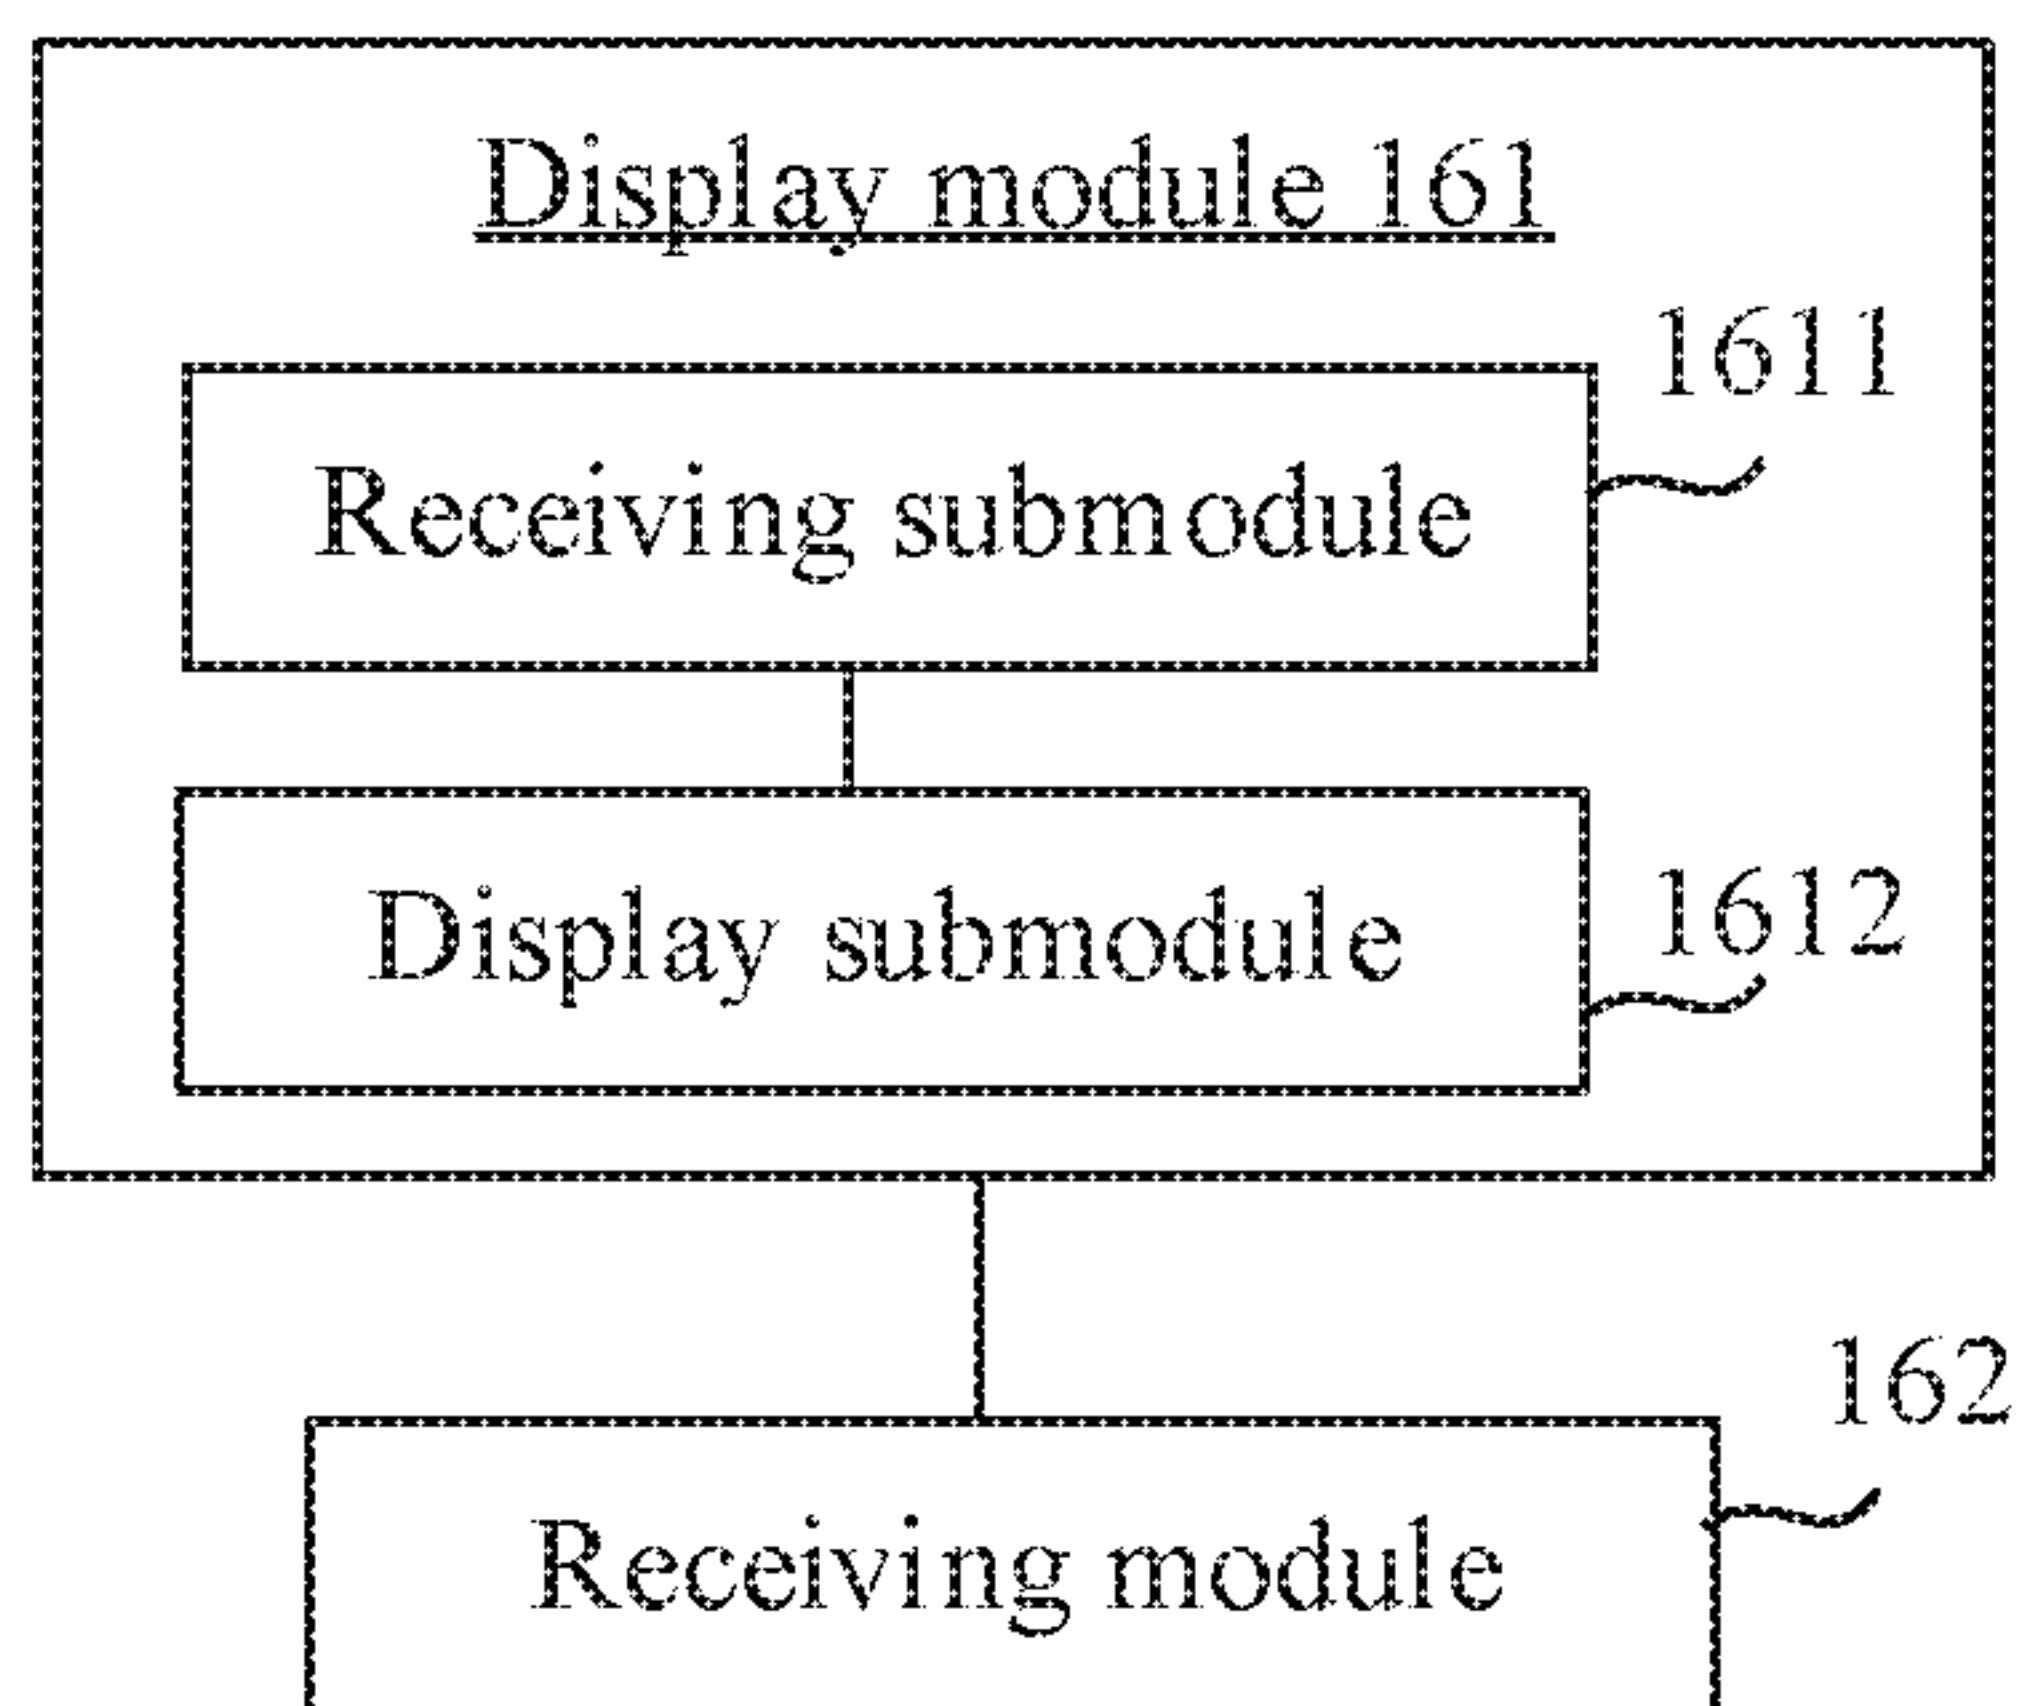 Display module 161
1611
Receiving submodule
Display submodule
1612
162
Receiving module